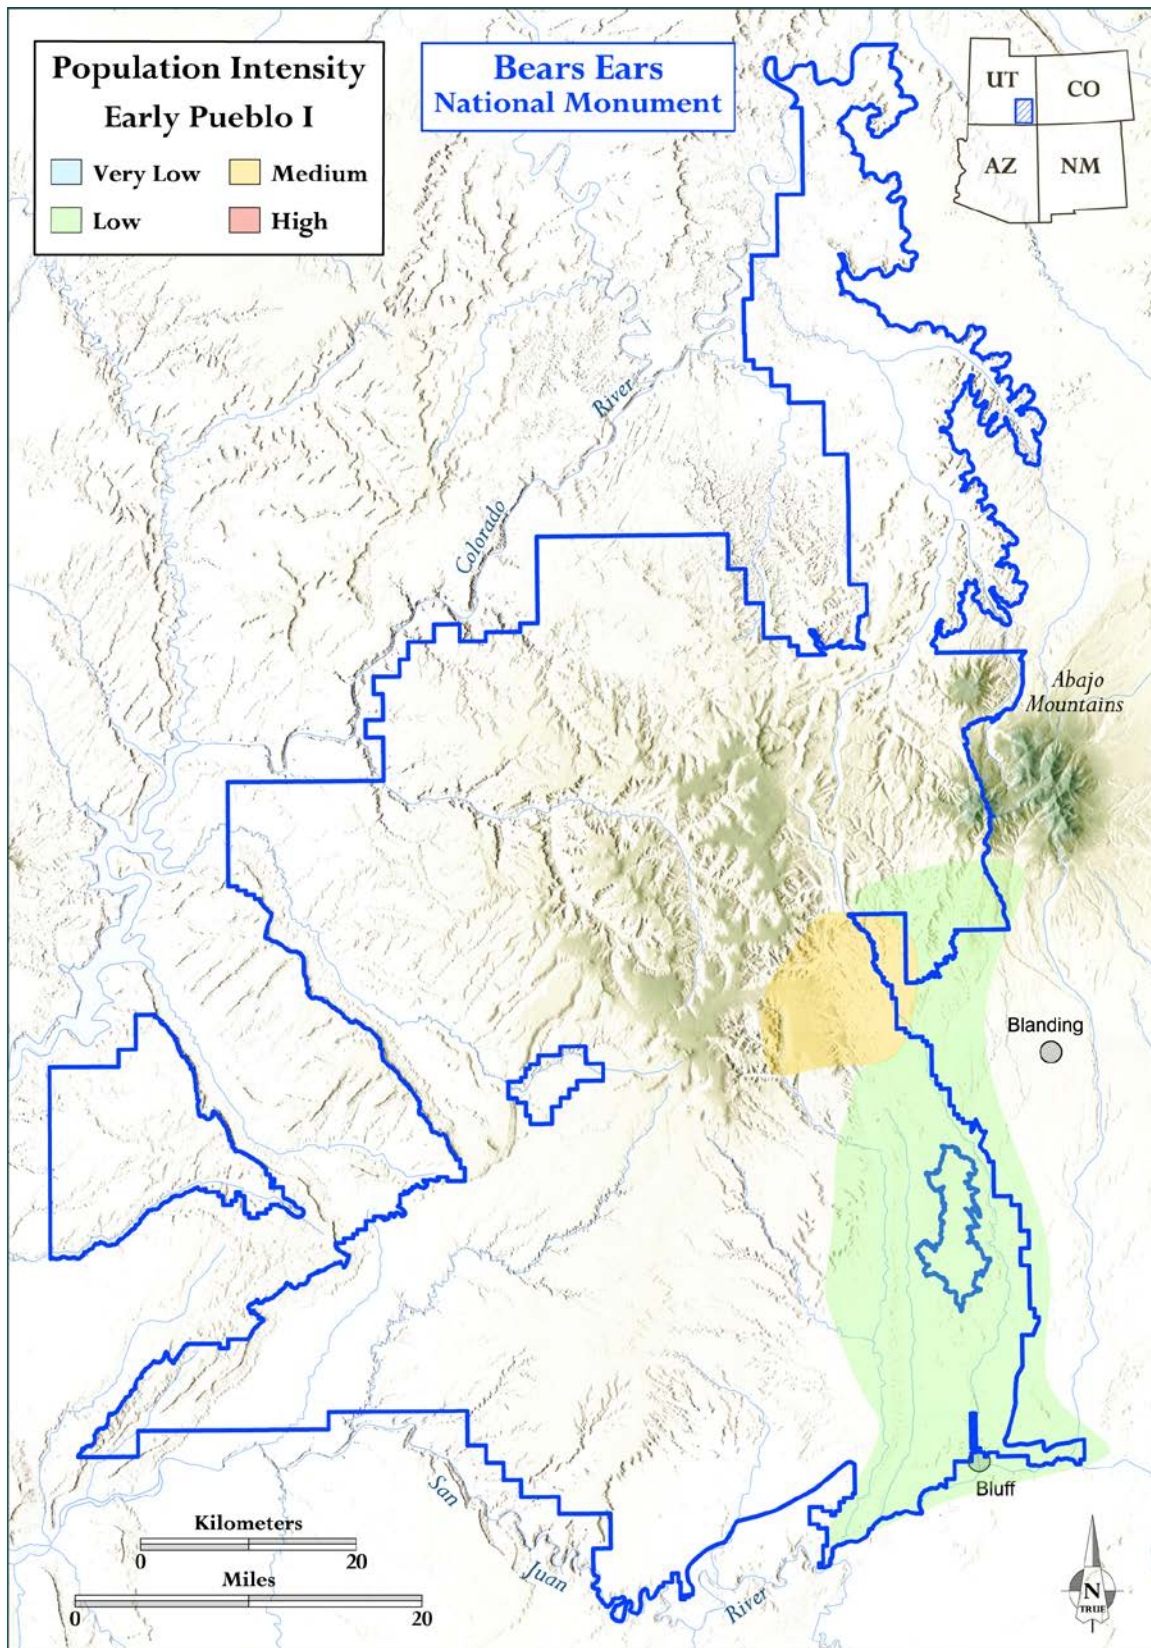 Population Intensity
Early Pueblo I
Very Low
Medium
Low
High
Bears Ears
National Monument
UT
CO
AZ
NM
River
Colorado
Abajo
Mountains
Blanding
Bluff
San
Juan
River
Kilometers
0
20
Miles
0
20
N
TRUE